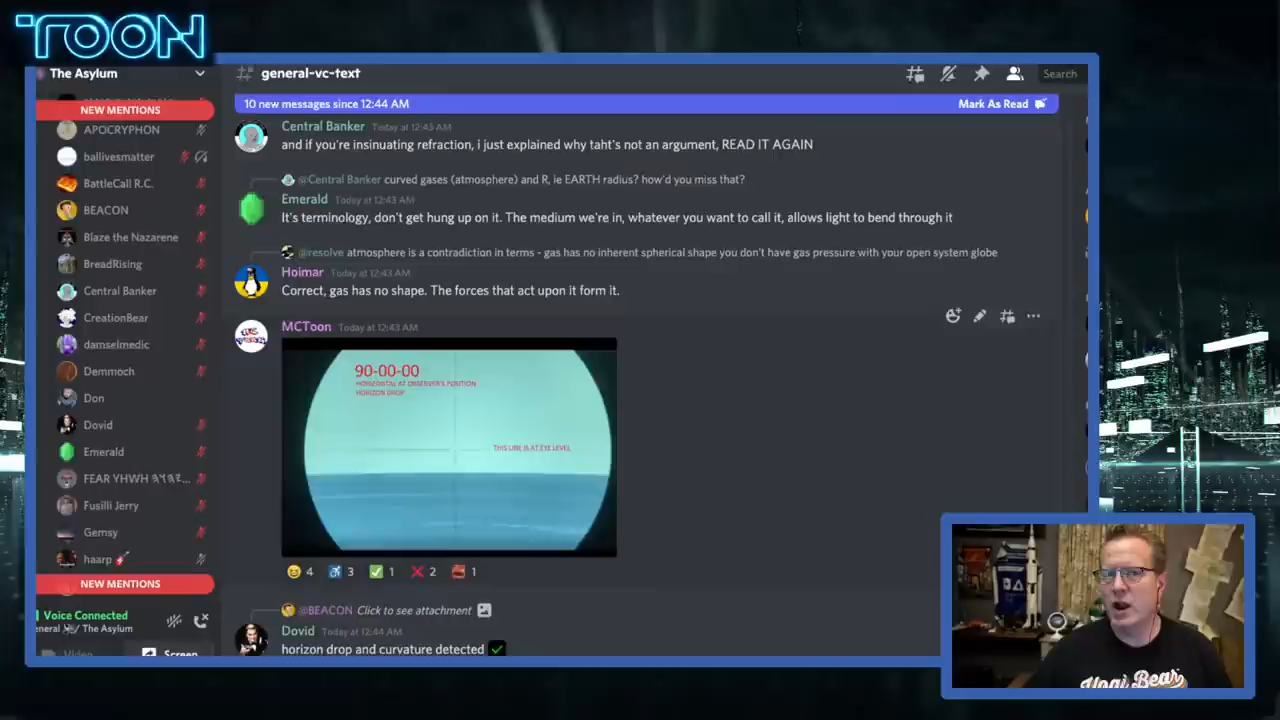 TOON
The Asylum
NEW MENTIONS
APOCRYPHON
ballivesmatter
BattleCall R.C.
BEACON
Blaze the Nazarene
BreadRising
Central Banker
CreationBear
damselmedic
Demmoch
Don
Dovid
Emerald
FEAR YHWH
Fusilli Jerry
Gemsy
haarp
NEW MENTIONS
Voice Connected
eneral / The Asylum
Video
Screen
general-vc-text
Search
10 new messages since 12:44 AM
Mark As Read
Central Banker Today at 12:43 AM
and if you're insinuating refraction, i just explained why taht's not an argument, READ IT AGAIN
@Central Banker curved gases (atmosphere) and R, ie EARTH radius? how'd you miss that?
Emerald Today at 12:43 AM
It's terminology, don't get hung up on it. The medium we're in, whatever you want to call it, allows light to bend through it
@resolve atmosphere is a contradiction in terms - gas has no inherent spherical shape you don't have gas pressure with your open system globe
Hoimar Today at 12:43 AM
Correct, gas has no shape. The forces that act upon it form it.
MCToon Today at 12:43 AM
90-00-00
HORIZONTAL AT OBSERVER'S POSITION
HORIZON DROP
THIS LINE IS AT EYE LEVEL
4 3 1 2 1
@BEACON Click to see attachment
Dovid Today at 12:44 AM
horizon drop and curvature detected
Yogi Bear